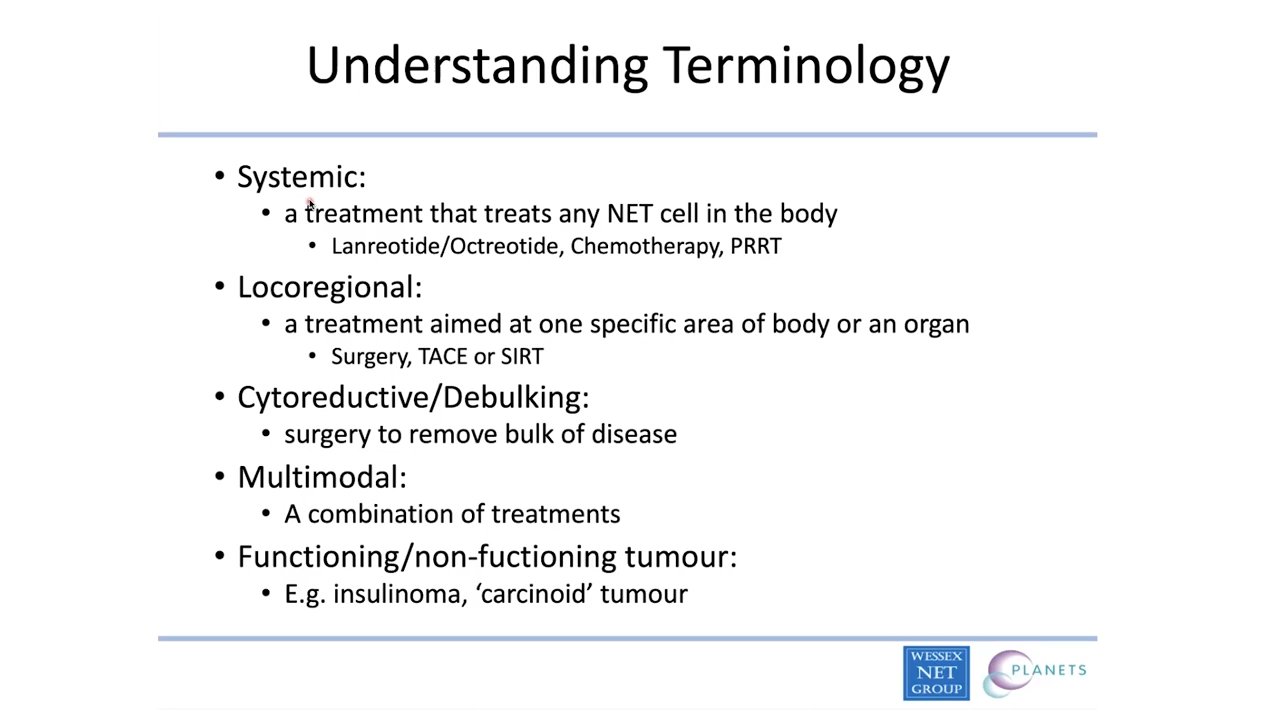 Understanding Terminology
• Systemic:
• a treatment that treats any NET cell in the body
• Lanreotide/Octreotide, Chemotherapy, PRRT
• Locoregional:
• a treatment aimed at one specific area of body or an organ
• Surgery, TACE or SIRT
• Cytoreductive/Debulking:
• surgery to remove bulk of disease
• Multimodal:
• A combination of treatments
• Functioning/non-fuctioning tumour:
• E.g. insulinoma, ‘carcinoid’ tumour
WESSEX
NET
GROUP
PLANETS